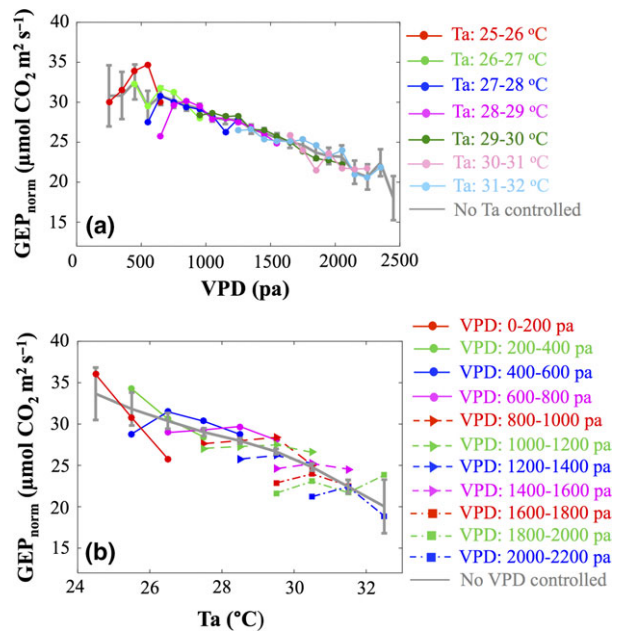 40
35
30
25
20
15
GEPnorm (µmol CO2 m2 s−1)
(a)
0 500 1000 1500 2000 2500
VPD (pa)
Ta: 25-26 ºC
Ta: 26-27 ºC
Ta: 27-28 ºC
Ta: 28-29 ºC
Ta: 29-30 ºC
Ta: 30-31 ºC
Ta: 31-32 ºC
No Ta controlled
40
35
30
25
20
15
GEPnorm (µmol CO2 m2 s−1)
(b)
24 26 28 30 32
Ta (°C)
VPD: 0-200 pa
VPD: 200-400 pa
VPD: 400-600 pa
VPD: 600-800 pa
VPD: 800-1000 pa
VPD: 1000-1200 pa
VPD: 1200-1400 pa
VPD: 1400-1600 pa
VPD: 1600-1800 pa
VPD: 1800-2000 pa
VPD: 2000-2200 pa
No VPD controlled